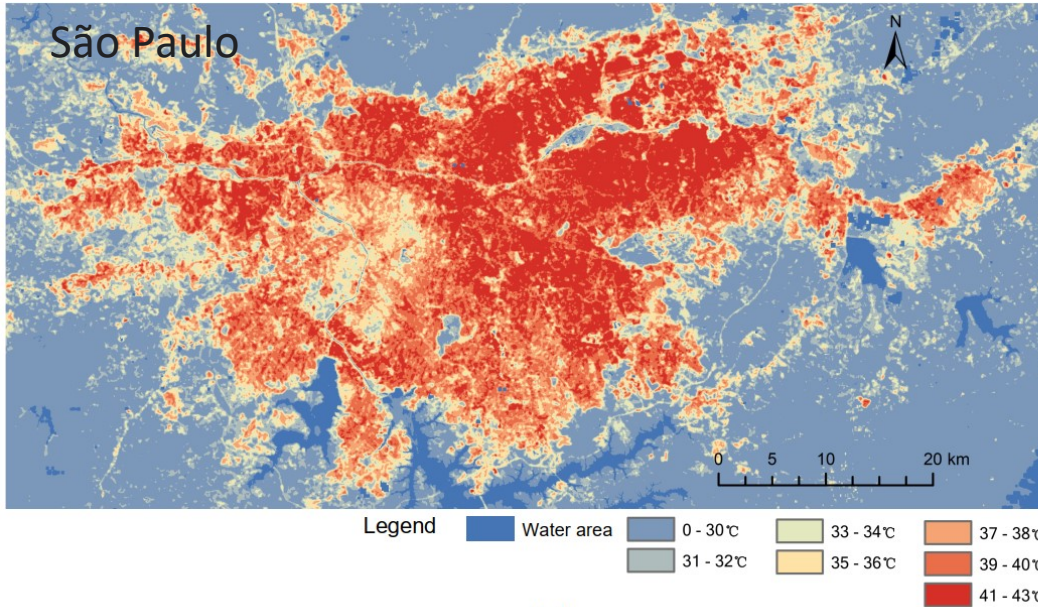 São Paulo
N
0 5 10 20 km
Legend
Water area
0 - 30℃
31 - 32℃
33 - 34℃
35 - 36℃
37 - 38℃
39 - 40℃
41 - 43℃